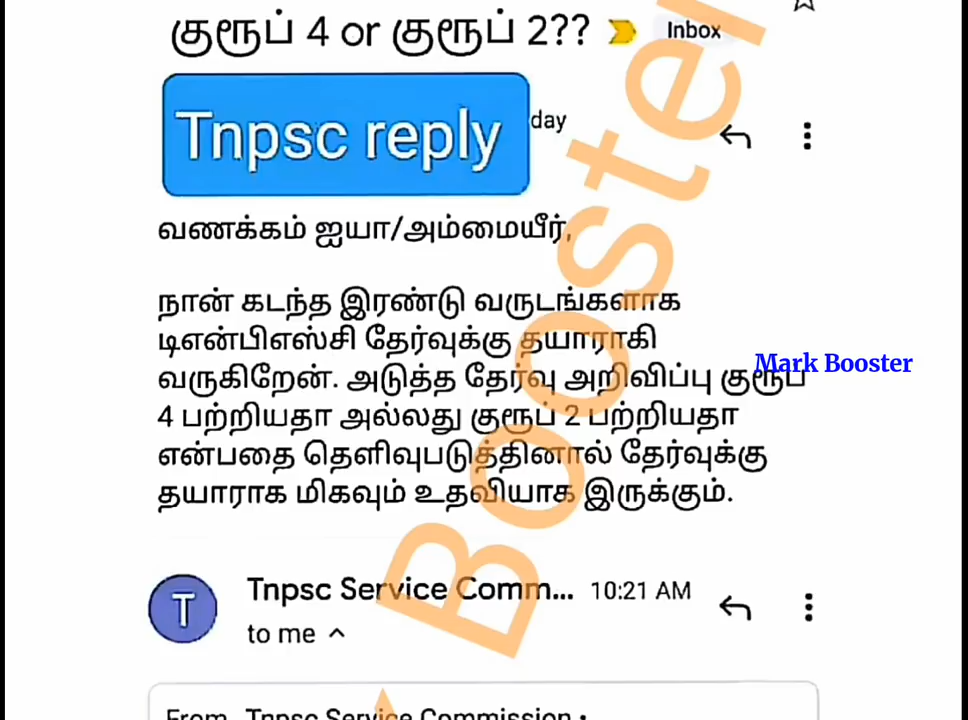 குரூப் 4 or குரூப் 2?? Inbox
Tnpsc reply
day
வணக்கம் ஐயா/அம்மையீர்,
நான் கடந்த இரண்டு வருடங்களாக
டிஎன்பிஎஸ்சி தேர்வுக்கு தயாராகி
வருகிறேன். அடுத்த தேர்வு அறிவிப்பு குரூப்
Mark Booster
4 பற்றியதா அல்லது குரூப் 2 பற்றியதா
என்பதை தெளிவுபடுத்தினால் தேர்வுக்கு
தயாராக மிகவும் உதவியாக இருக்கும்.
Booster
T
Tnpsc Service Comm... 10:21 AM
to me
From Tnpsc Service Commission •